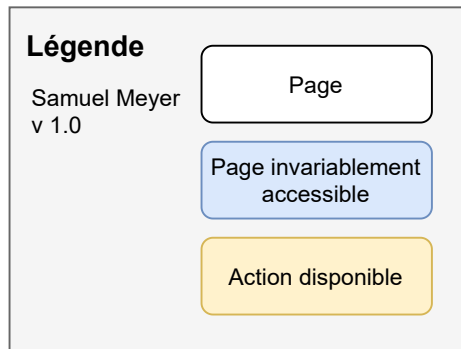 Légende
Samuel Meyer
v 1.0
Page
Page invariablement
accessible
Action disponible